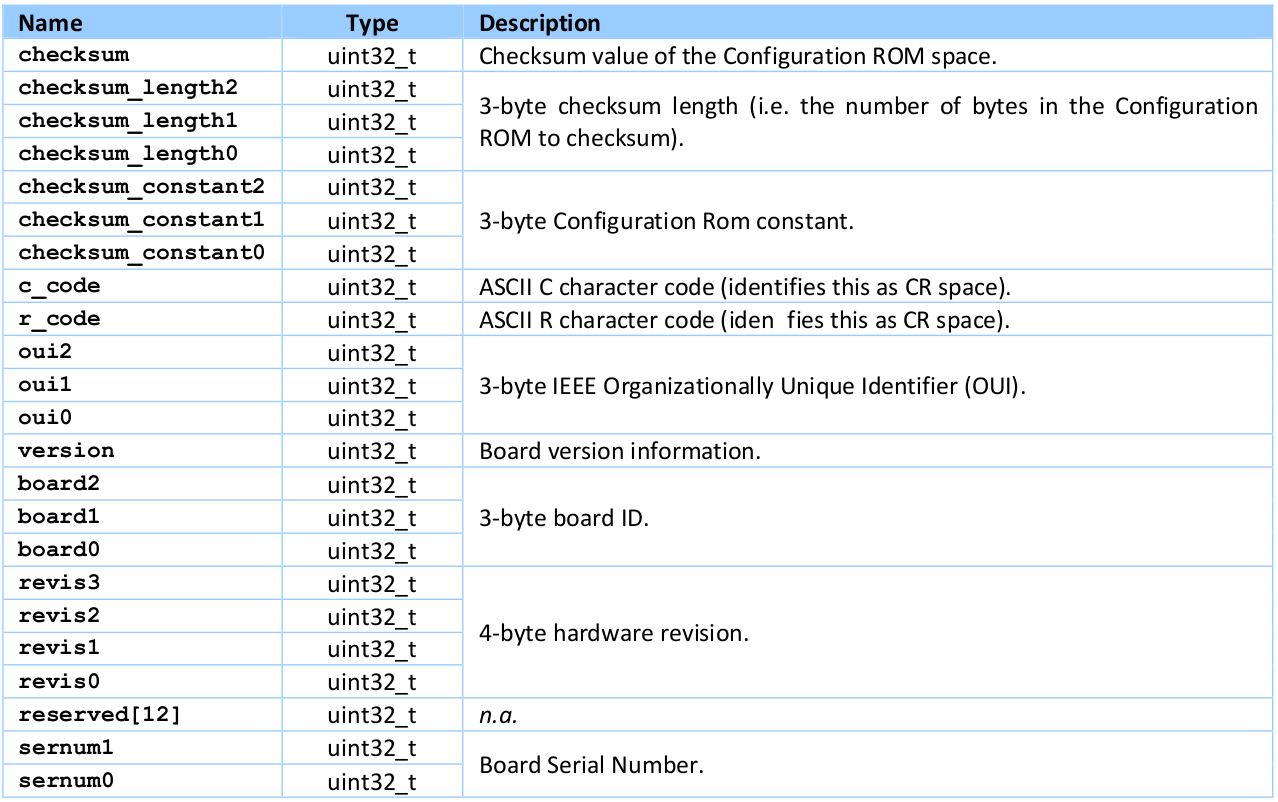 Name Type Description
checksum uint32_t Checksum value of the Configuration ROM space.
checksum_length2 uint32_t
checksum_length1 uint32_t
checksum_length0 uint32_t
3-byte checksum length (i.e. the number of bytes in the Configuration
ROM to checksum).
checksum_constant2 uint32_t
checksum_constant1 uint32_t
checksum_constant0 uint32_t
3-byte Configuration Rom constant.
c_code uint32_t ASCII C character code (identifies this as CR space).
r_code uint32_t ASCII R character code (iden fies this as CR space).
oui2 uint32_t
oui1 uint32_t
oui0 uint32_t
3-byte IEEE Organizationally Unique Identifier (OUI).
version uint32_t Board version information.
board2 uint32_t
board1 uint32_t
board0 uint32_t
3-byte board ID.
revis3 uint32_t
revis2 uint32_t
revis1 uint32_t
revis0 uint32_t
4-byte hardware revision.
reserved[12] uint32_t n.a.
sernum1 uint32_t
sernum0 uint32_t
Board Serial Number.